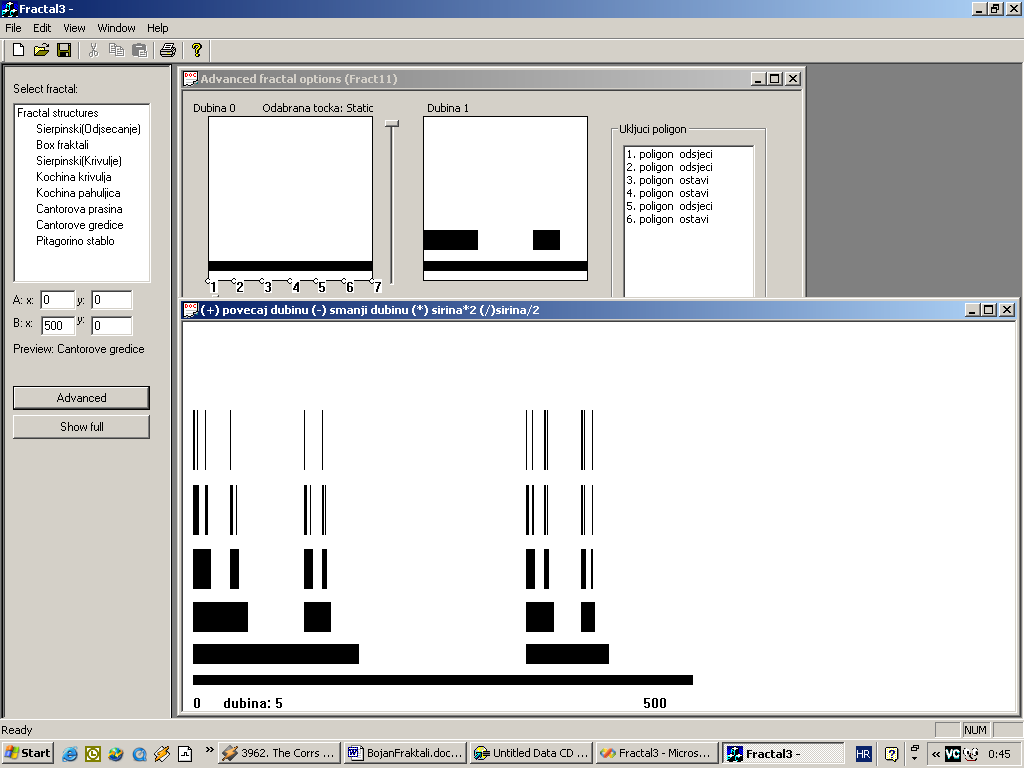 Fractal3 -
File Edit View Window Help
Select fractal:
Fractal structures
Sierpinski(Odjsecanje)
Box fraktali
Sierpinski(Krivulje)
Kochina krivulja
Kochina pahuljica
Cantorova prasina
Cantorove gredice
Pitagorino stablo
A: x: 0 y: 0
B: x: 500 y: 0
Preview: Cantorove gredice
Advanced
Show full
Advanced fractal options (Fract11)
Dubina 0 Odabrana tocka: Static Dubina 1
Ukljuci poligon
1. poligon odsjeci
2. poligon odsjeci
3. poligon ostavi
4. poligon ostavi
5. poligon odsjeci
6. poligon ostavi
1 2 3 4 5 6 7
(+) povecaj dubinu (-) smanji dubinu (*) sirina*2 (/)sirina/2
0 dubina: 5 500
Ready NUM
Start 3962. The Corrs ... BojanFraktali.doc... Untitled Data CD ... Fractal3 - Micros... Fractal3 - HR VC 0:45